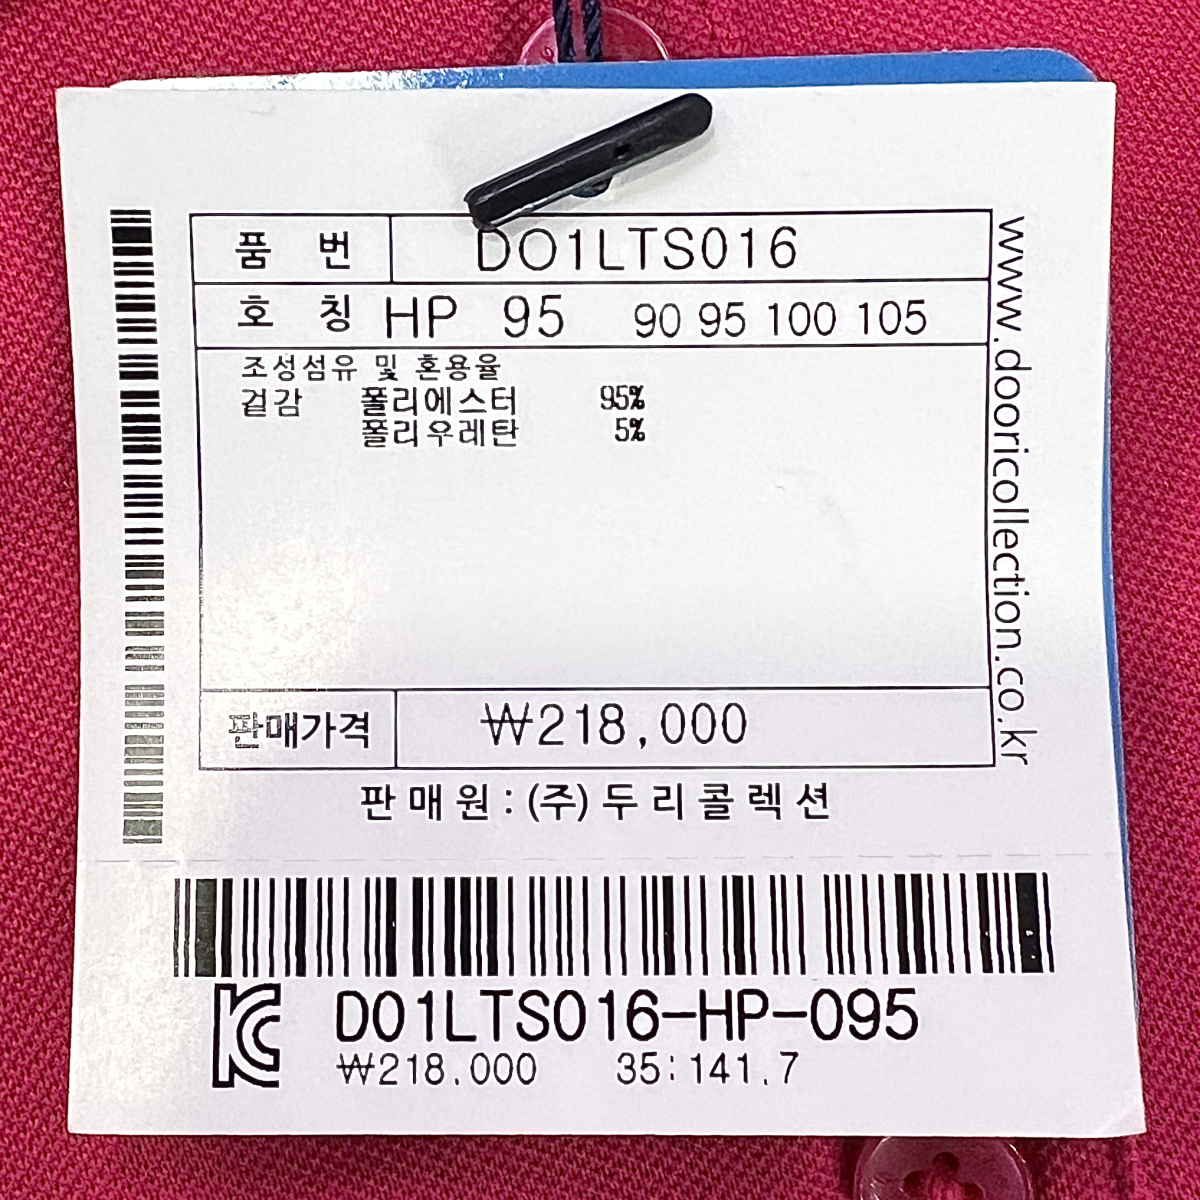 품 번 DO1LTS016
호 칭 HP 95 90 95 100 105
조성섬유 및 혼용율
겉감 폴리에스터 95%
폴리우레탄 5%
판매가격 ₩218,000
판매원 : (주) 두리콜렉션
www.dooricollection.co.kr
KC DO1LTS016-HP-095
₩218,000 35:141.7